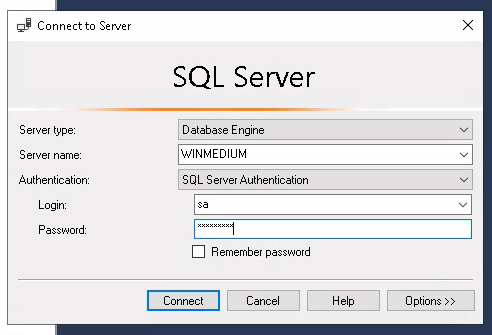 Connect to Server
SQL Server
Server type: Database Engine
Server name: WINMEDIUM
Authentication: SQL Server Authentication
Login: sa
Password: *********
Remember password
Connect Cancel Help Options >>